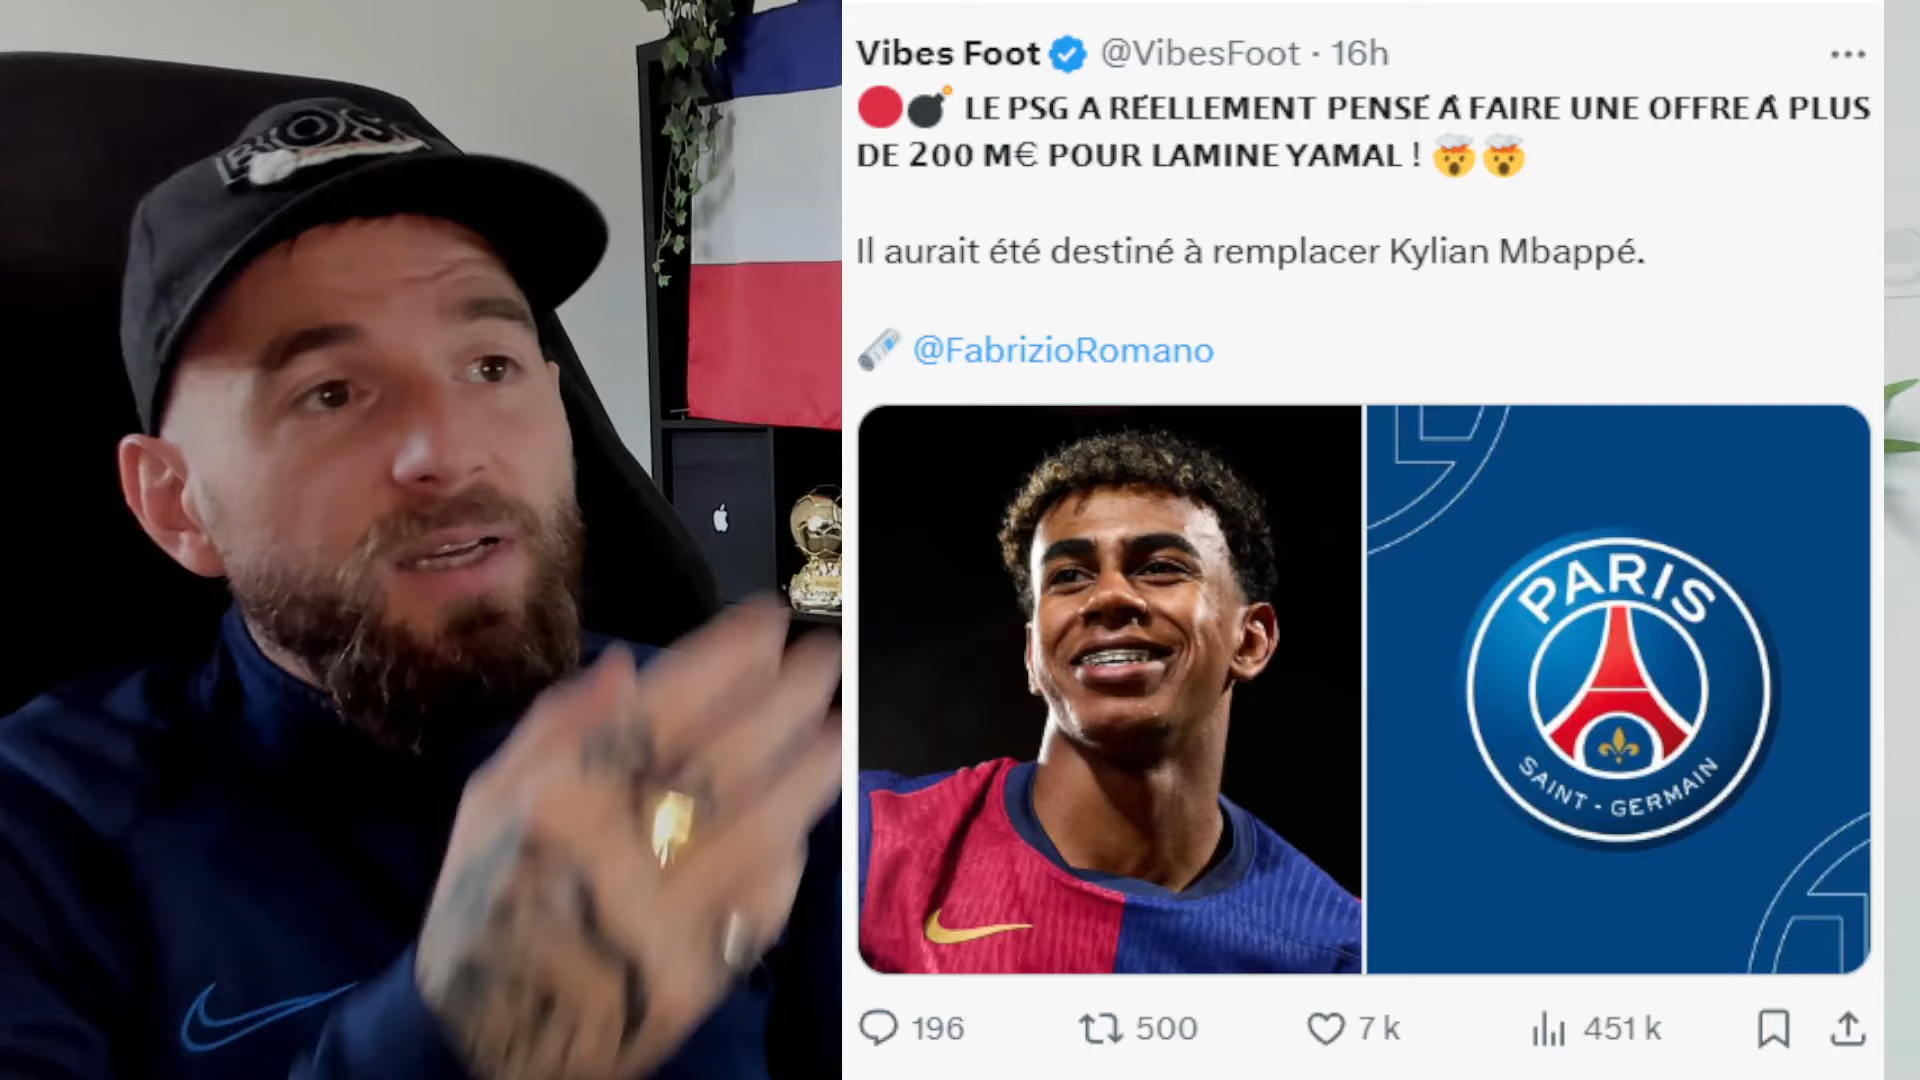 Vibes Foot @VibesFoot · 16h
LE PSG A RÉELLEMENT PENSÉ À FAIRE UNE OFFRE À PLUS
DE 200 M€ POUR LAMINE YAMAL !
Il aurait été destiné à remplacer Kylian Mbappé.
@FabrizioRomano
PARIS
SAINT - GERMAIN
196 500 7 k 451 k